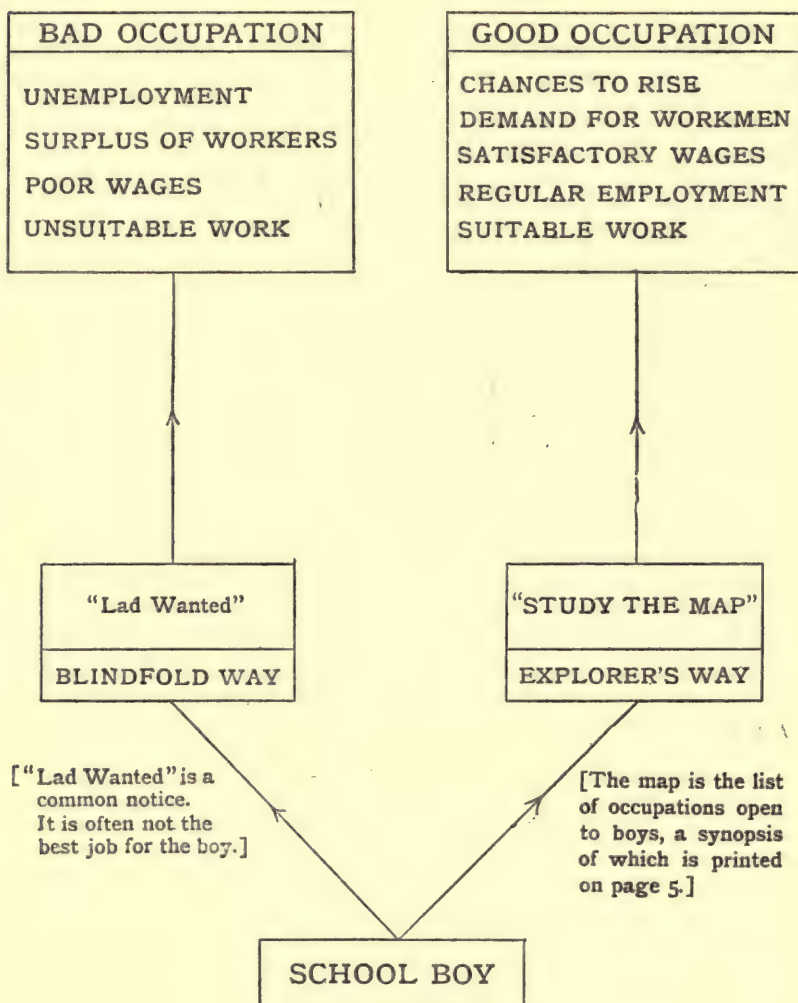 BAD OCCUPATION
UNEMPLOYMENT
SURPLUS OF WORKERS
POOR WAGES
UNSUITABLE WORK
GOOD OCCUPATION
CHANCES TO RISE
DEMAND FOR WORKMEN
SATISFACTORY WAGES
REGULAR EMPLOYMENT
SUITABLE WORK
“Lad Wanted”
BLINDFOLD WAY
“STUDY THE MAP”
EXPLORER'S WAY
[“Lad Wanted” is a
common notice.
It is often not the
best job for the boy.]
[The map is the list
of occupations open
to boys, a synopsis
of which is printed
on page 5.]
SCHOOL BOY